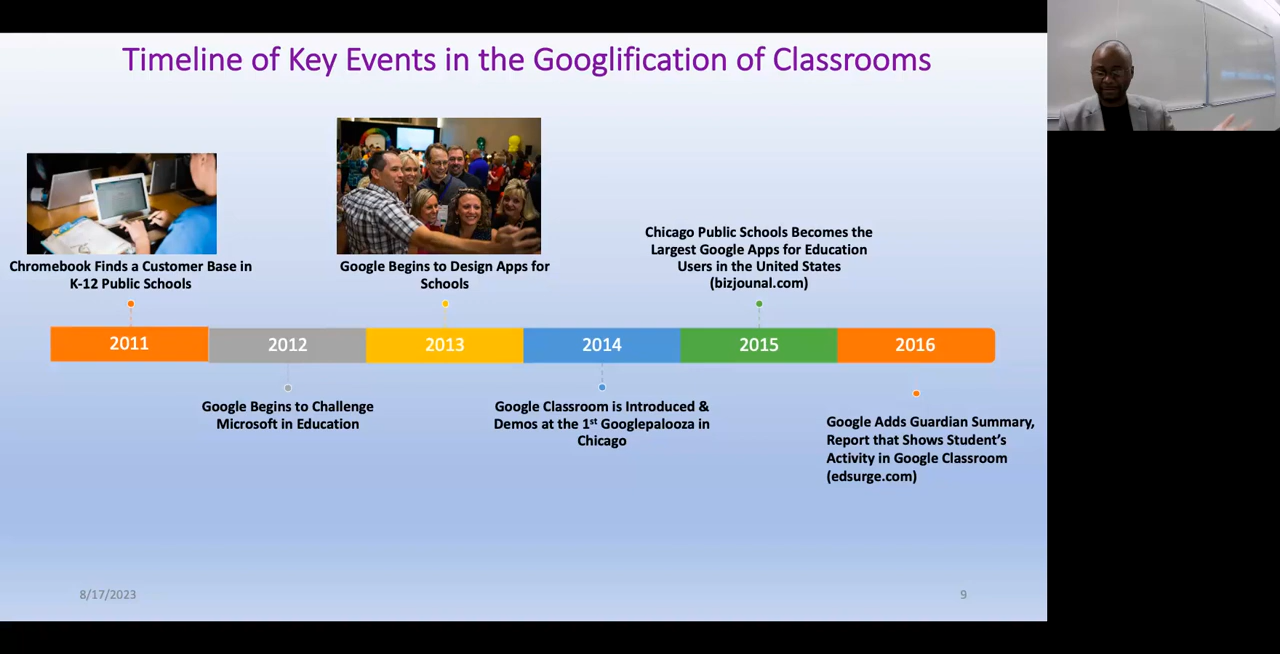 Timeline of Key Events in the Googlification of Classrooms
Chromebook Finds a Customer Base in
K-12 Public Schools
Google Begins to Design Apps for
Schools
Chicago Public Schools Becomes the
Largest Google Apps for Education
Users in the United States
(bizjounal.com)
2011
2012
2013
2014
2015
2016
Google Begins to Challenge
Microsoft in Education
Google Classroom is Introduced &
Demos at the 1st Googlepalooza in
Chicago
Google Adds Guardian Summary,
Report that Shows Student's
Activity in Google Classroom
(edsurge.com)
8/17/2023
9